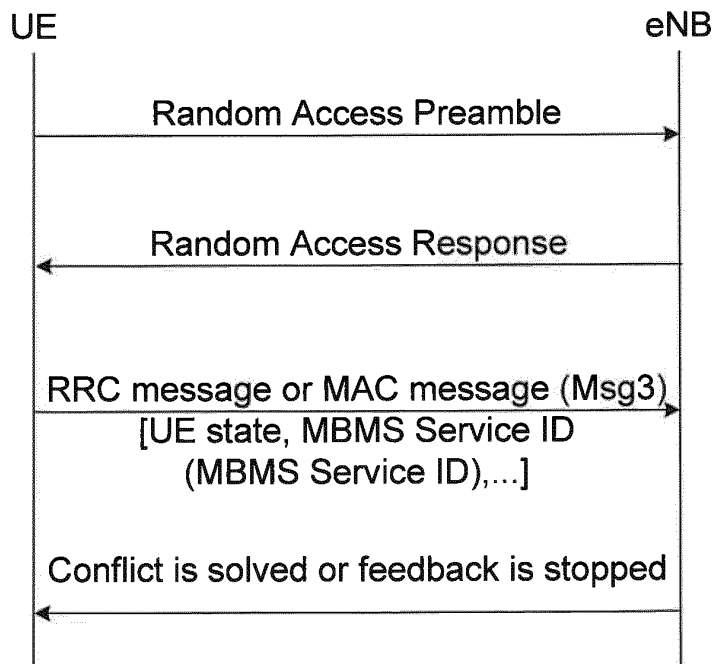 UE
eNB
Random Access Preamble
Random Access Response
RRC message or MAC message (Msg3)
[UE state, MBMS Service ID
(MBMS Service ID),...]
Conflict is solved or feedback is stopped